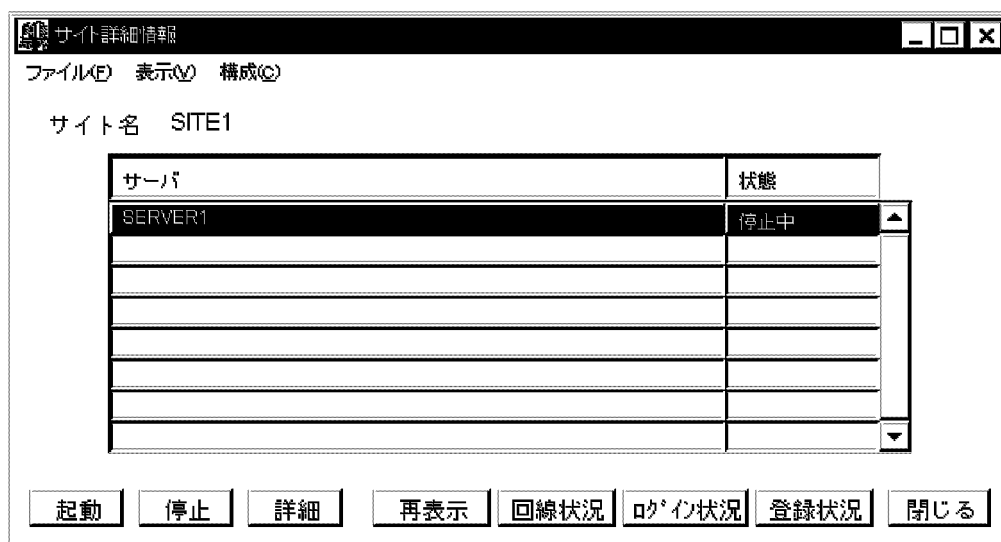 サイト詳細情報
ファイル(F) 表示(V) 構成(C)
サイト名 SITE1
サーバ 状態
SERVER1 停止中
起動 停止 詳細 再表示 回線状況 ﾛｸﾞｲﾝ状況 登録状況 閉じる